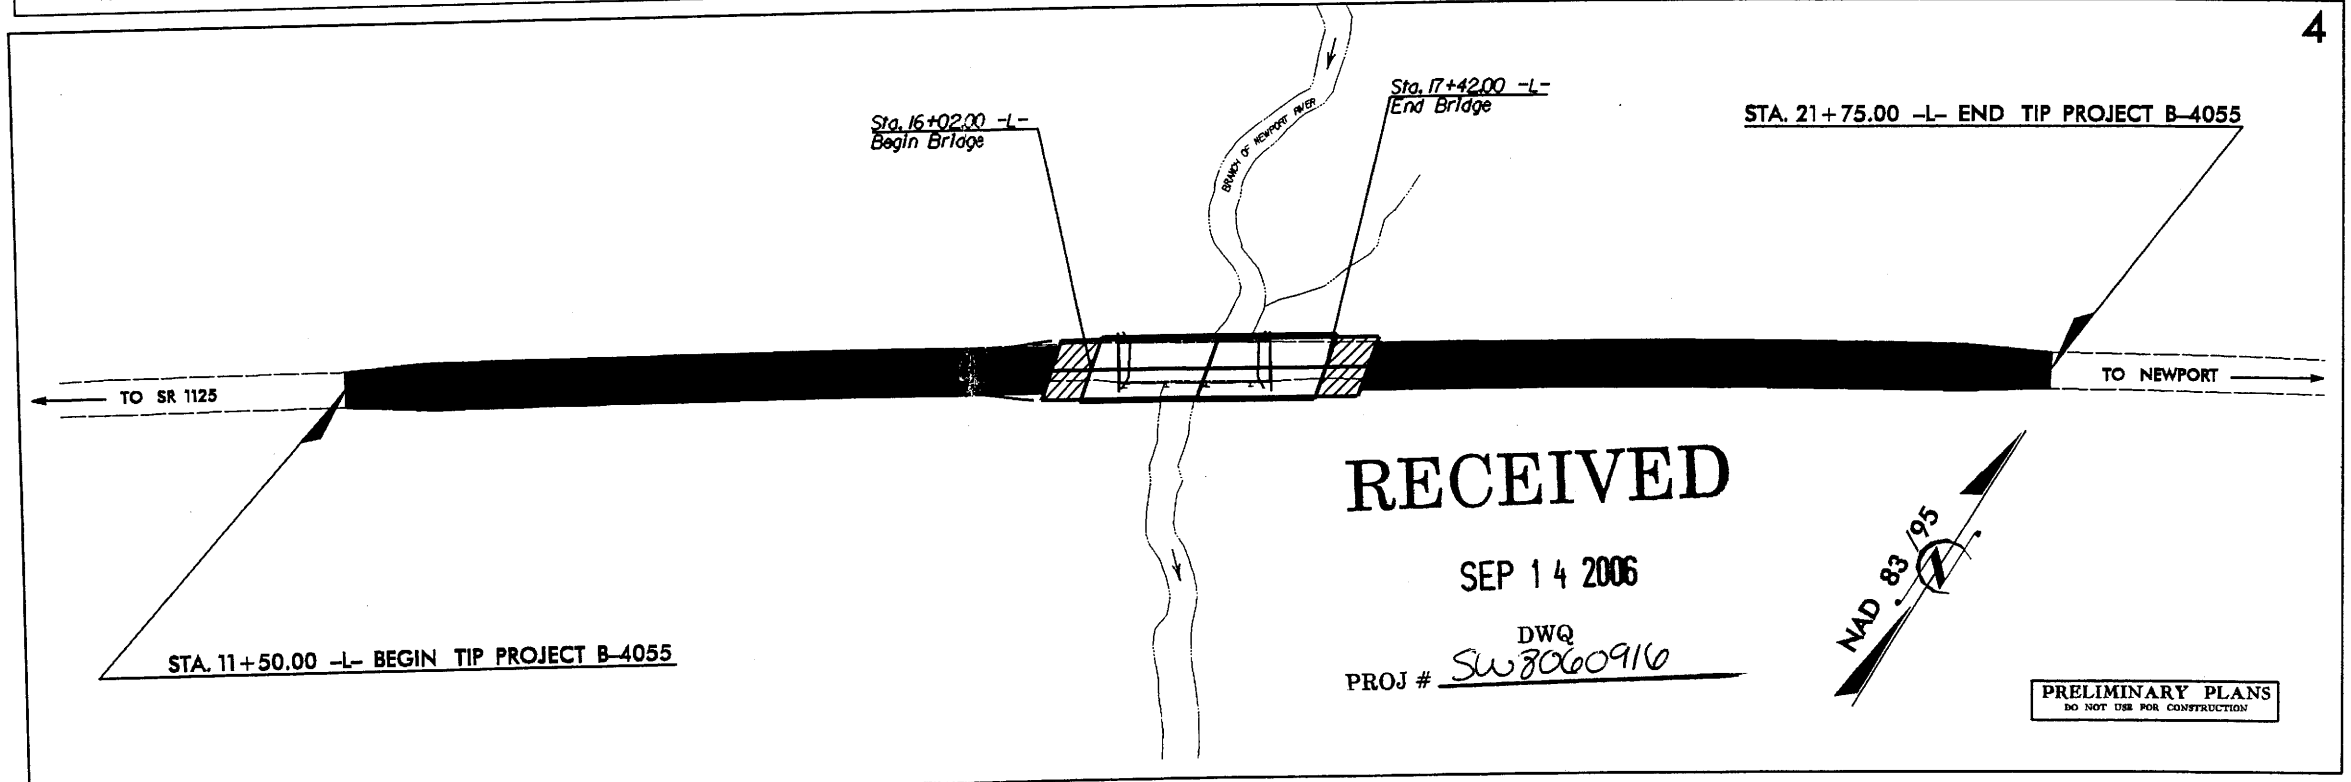 4
Sta. 16+02.00 -L-
Begin Bridge
BRANCH OF NEWPORT RIVER
Sta. 17+42.00 -L-
End Bridge
STA. 21+75.00 -L- END TIP PROJECT B-4055
TO SR 1125
TO NEWPORT
STA. 11+50.00 -L- BEGIN TIP PROJECT B-4055
RECEIVED
SEP 14 2006
DWQ
PROJ # SW8060916
NAD 83 /95
N
PRELIMINARY PLANS
DO NOT USE FOR CONSTRUCTION